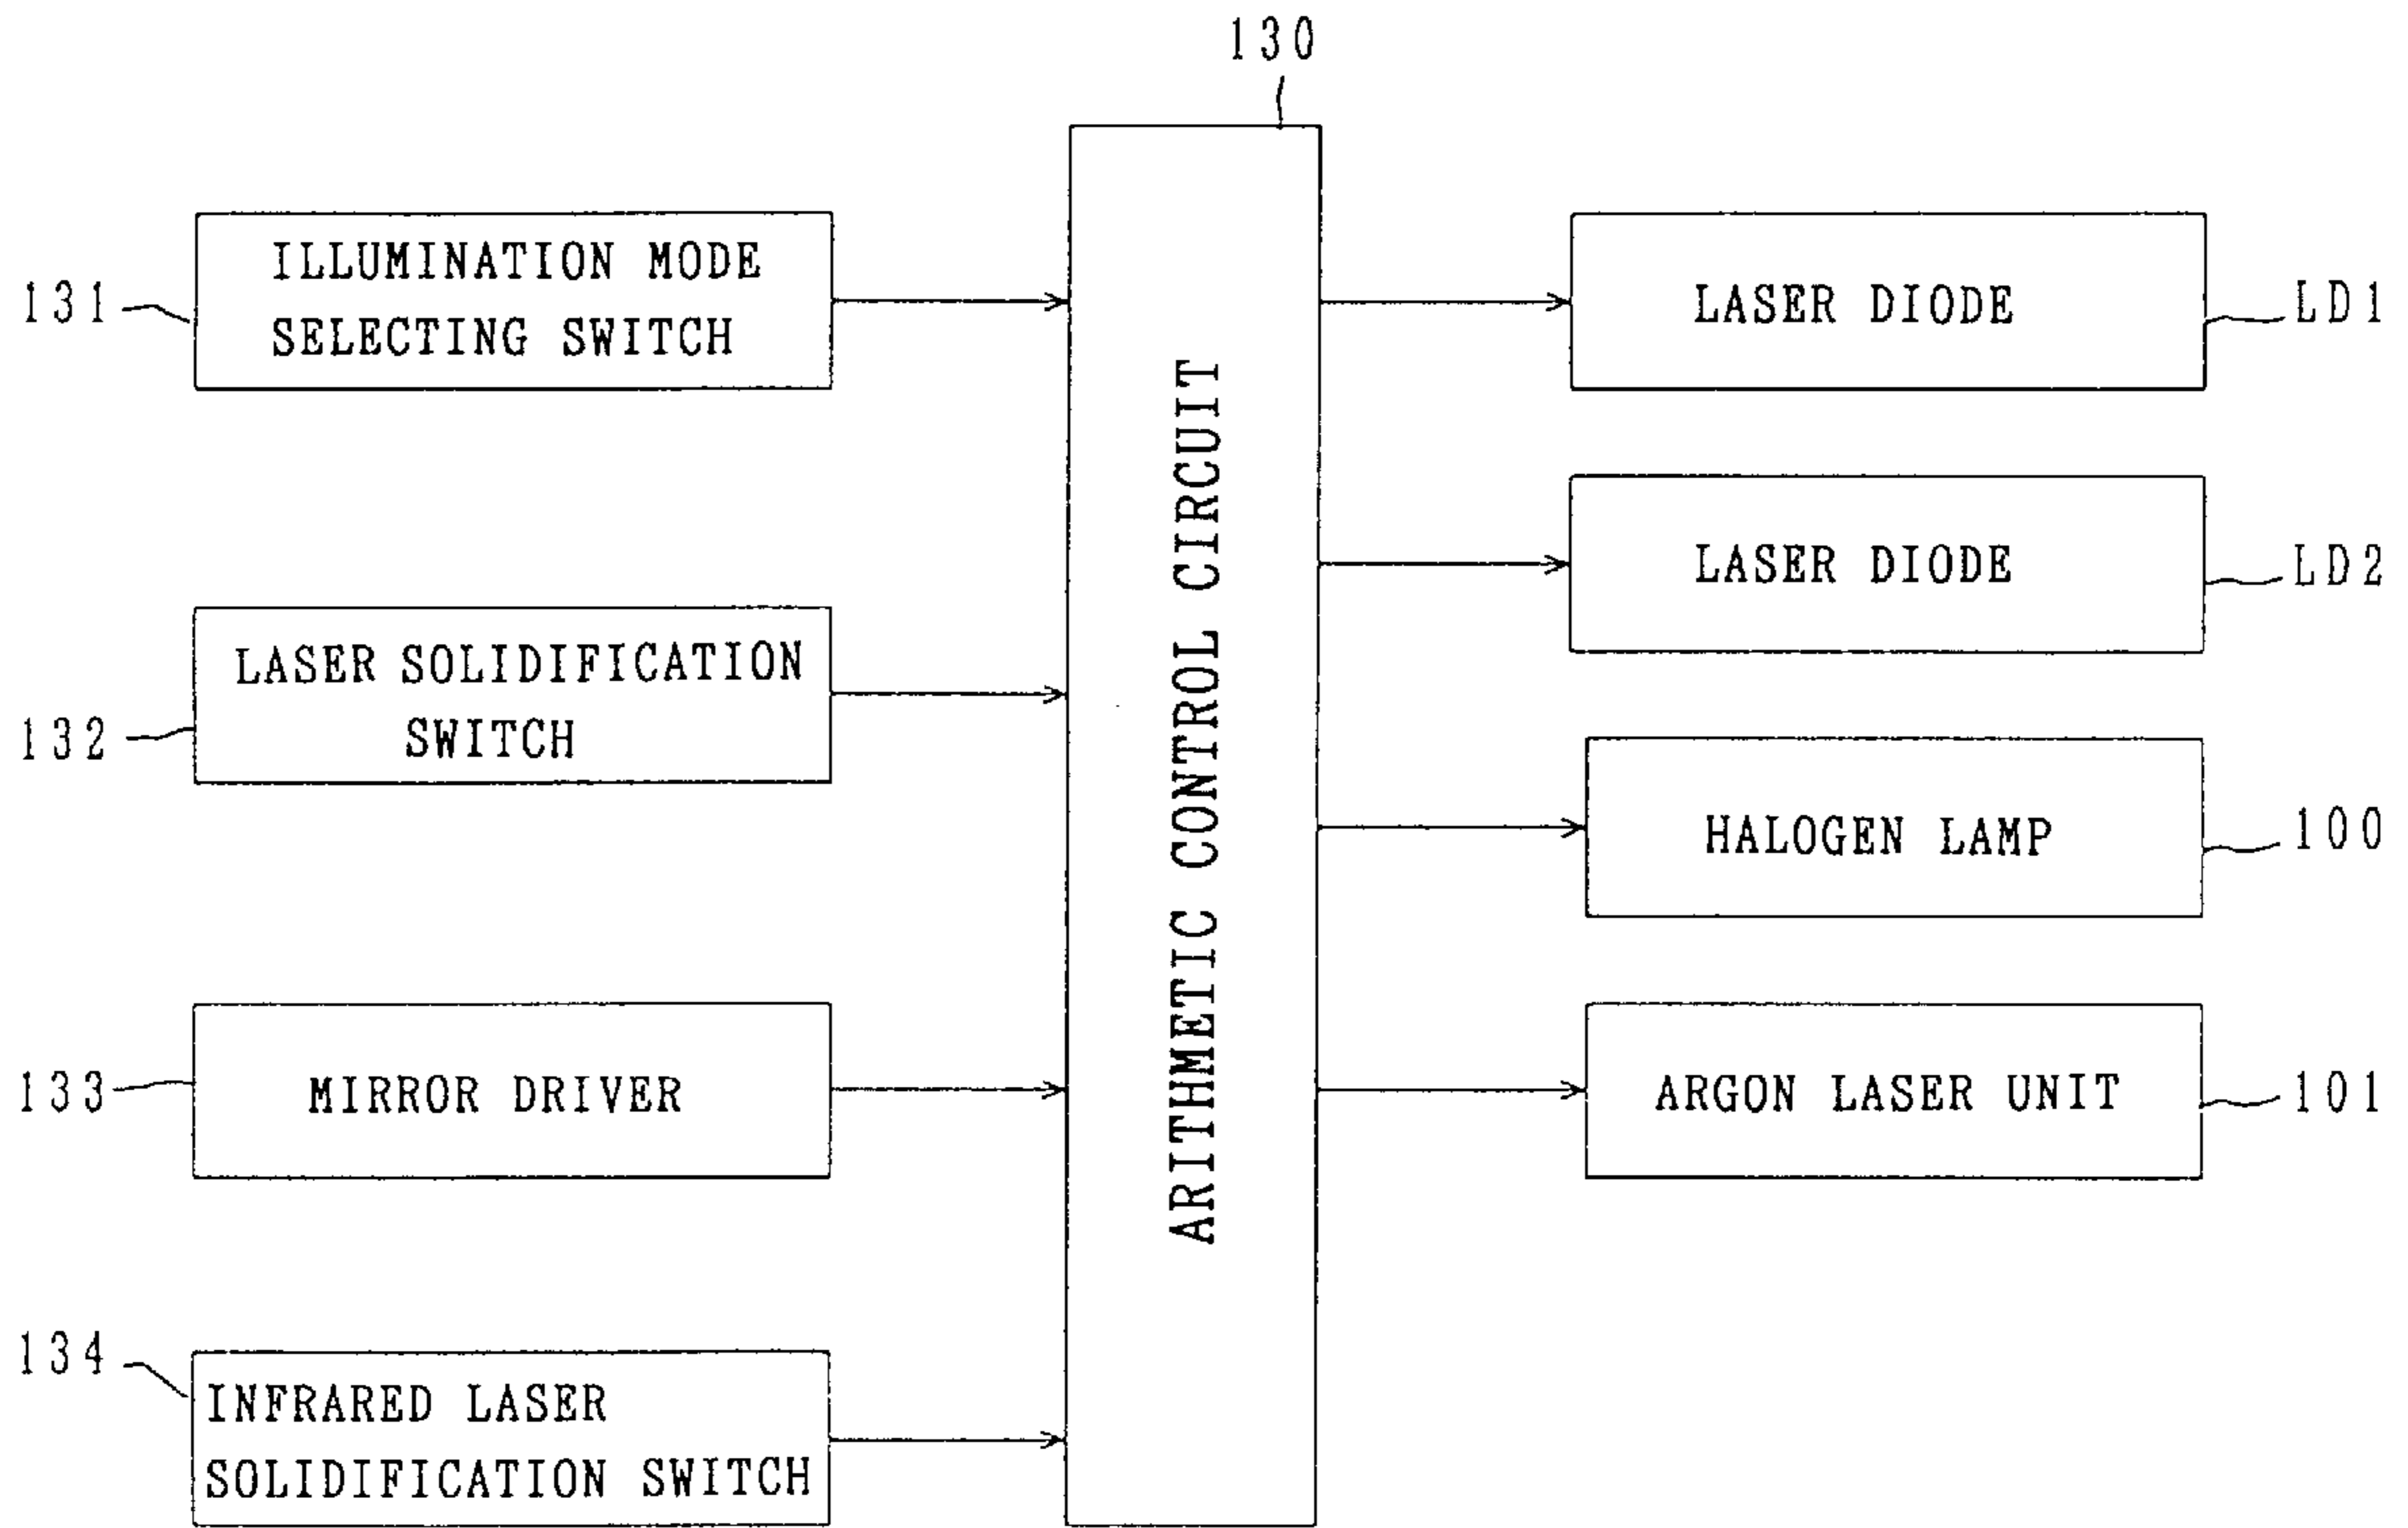 130
131
ILLUMINATION MODE
SELECTING SWITCH
132
LASER SOLIDIFICATION
SWITCH
133
MIRROR DRIVER
134
INFRARED LASER
SOLIDIFICATION SWITCH
ARITHMETIC CONTROL CIRCUIT
LASER DIODE
LD1
LASER DIODE
LD2
HALOGEN LAMP
100
ARGON LASER UNIT
101